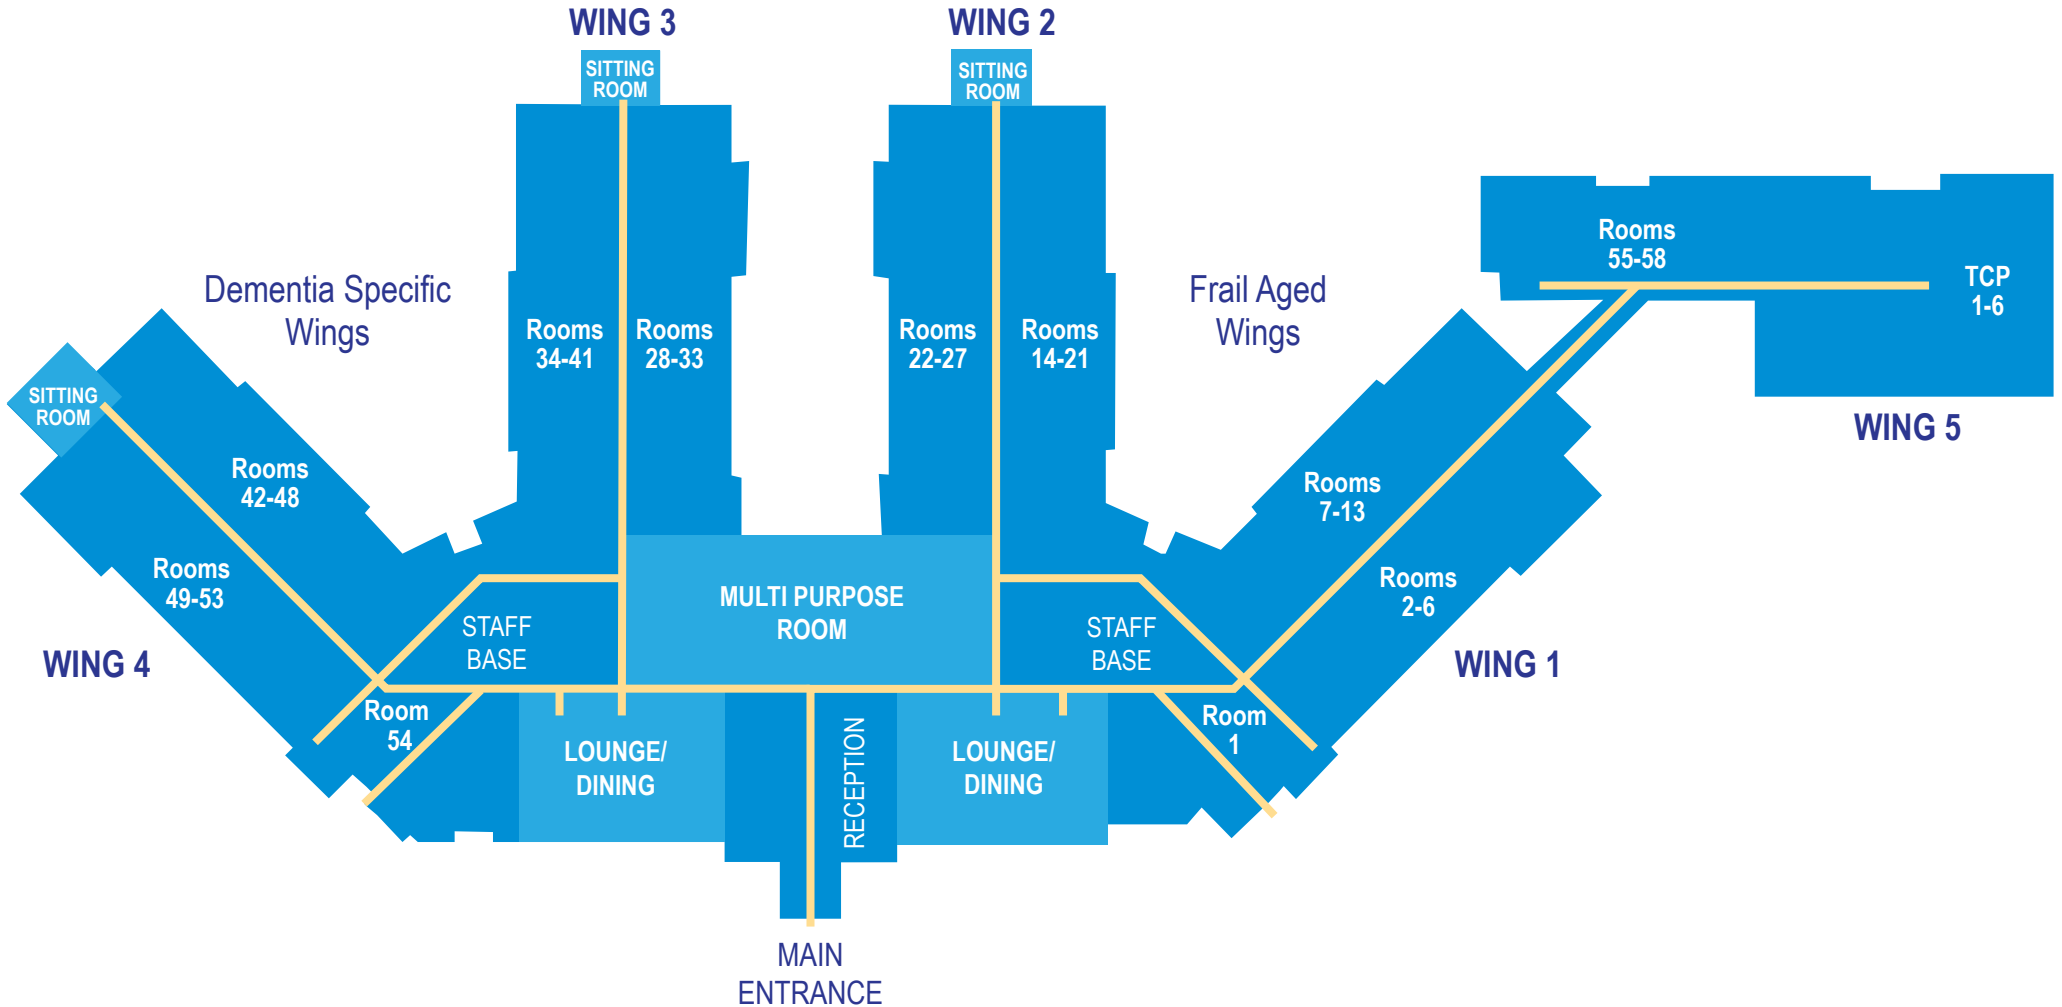 WING 3
WING 2
SITTING
ROOM
SITTING
ROOM
Rooms
55-58
TCP
1-6
Dementia Specific
Wings
Frail Aged
Wings
Rooms
34-41
Rooms
28-33
Rooms
22-27
Rooms
14-21
SITTING
ROOM
WING 5
Rooms
42-48
Rooms
7-13
Rooms
49-53
Rooms
2-6
MULTI PURPOSE
ROOM
STAFF
BASE
STAFF
BASE
WING 4
WING 1
Room
54
Room
1
LOUNGE/
DINING
RECEPTION
LOUNGE/
DINING
MAIN
ENTRANCE